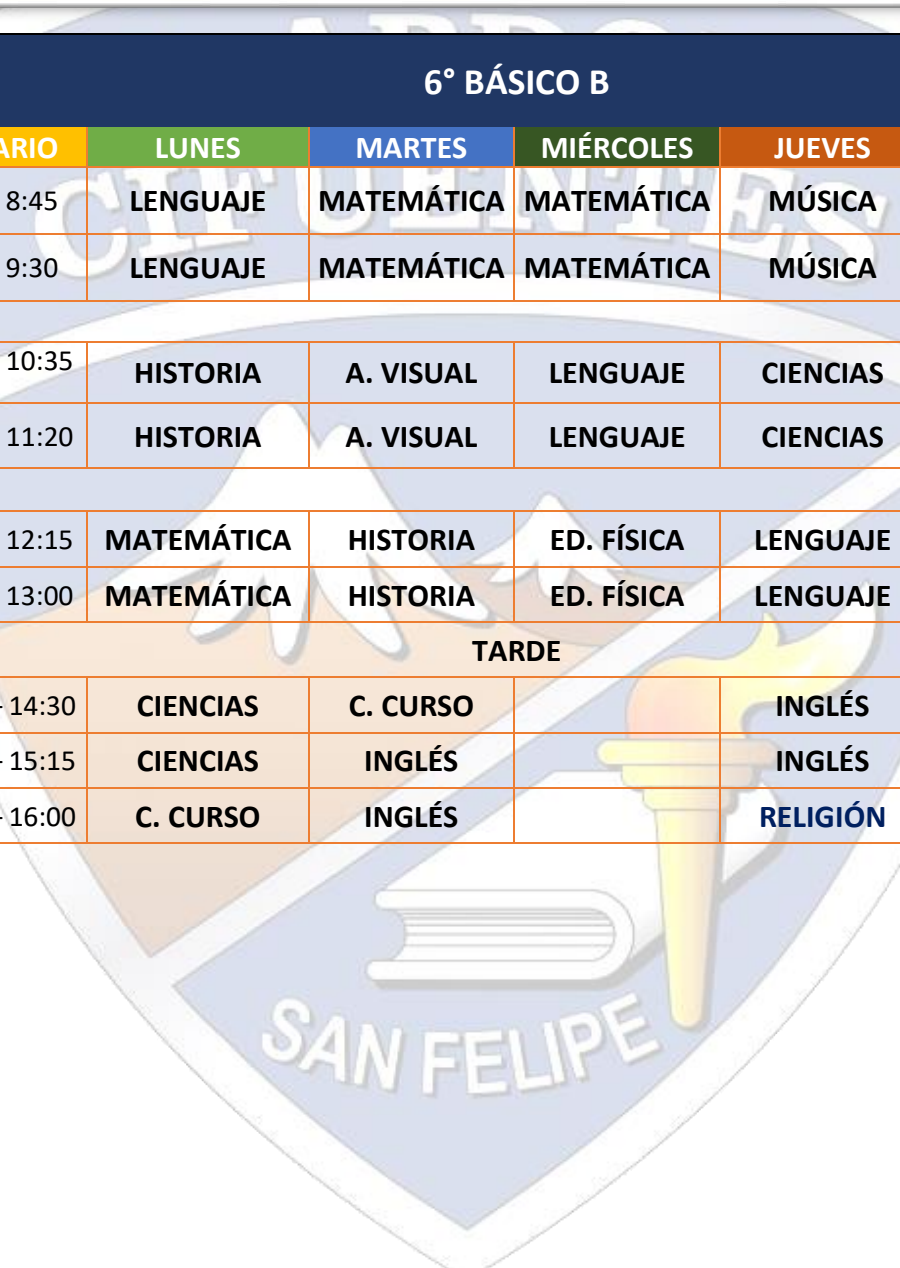 6° BÁSICO B
ARIO LUNES MARTES MIÉRCOLES JUEVES
8:45 LENGUAJE MATEMÁTICA MATEMÁTICA MÚSICA
9:30 LENGUAJE MATEMÁTICA MATEMÁTICA MÚSICA
CIFUENTES
10:35 HISTORIA A. VISUAL LENGUAJE CIENCIAS
11:20 HISTORIA A. VISUAL LENGUAJE CIENCIAS
12:15 MATEMÁTICA HISTORIA ED. FÍSICA LENGUAJE
13:00 MATEMÁTICA HISTORIA ED. FÍSICA LENGUAJE
TARDE
- 14:30 CIENCIAS C. CURSO INGLÉS
- 15:15 CIENCIAS INGLÉS INGLÉS
- 16:00 C. CURSO INGLÉS RELIGIÓN
SAN FELIPE